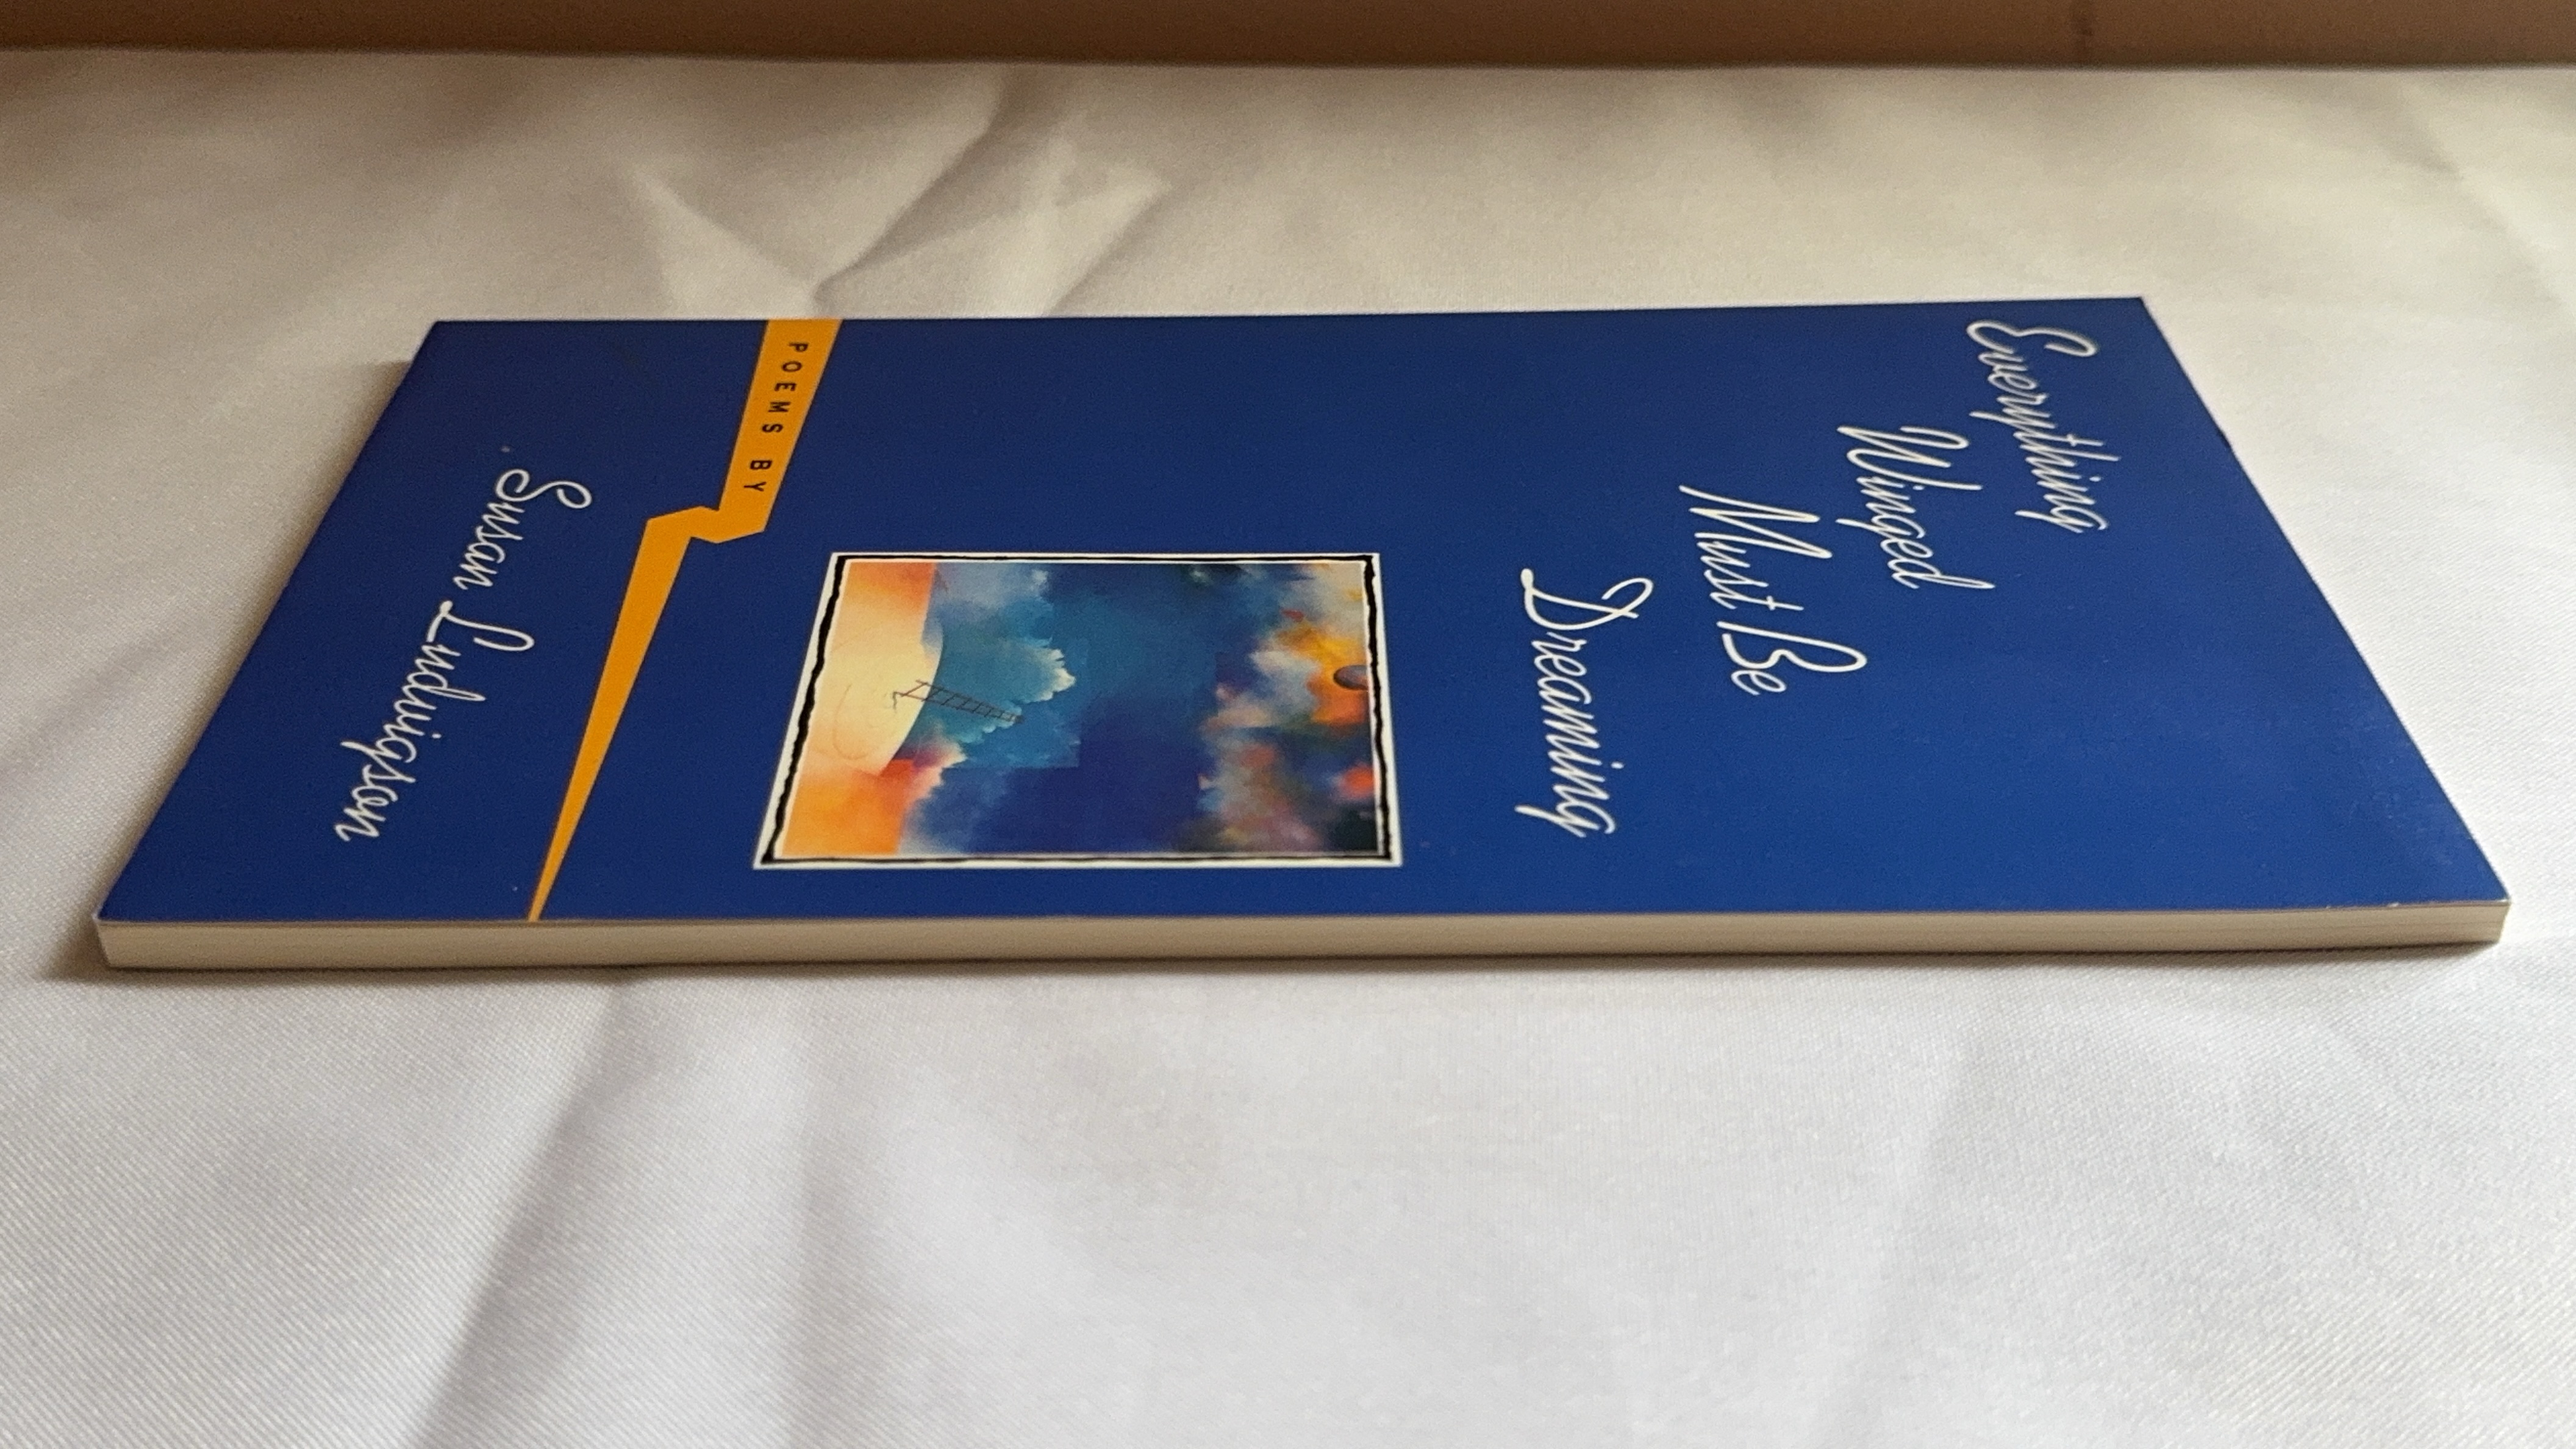 Everything
Winged
Must Be
Dreaming
POEMS BY
Susan Ludvigson